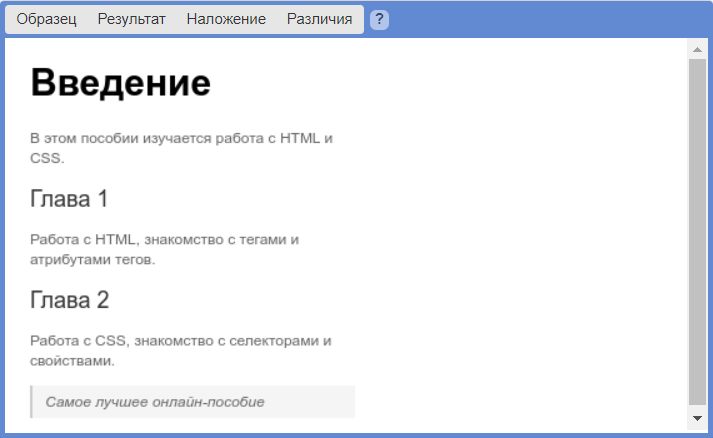 Образец Результат Наложение Различия ?
Введение
В этом пособии изучается работа с HTML и
CSS.
Глава 1
Работа с HTML, знакомство с тегами и
атрибутами тегов.
Глава 2
Работа с CSS, знакомство с селекторами и
свойствами.
Самое лучшее онлайн-пособие